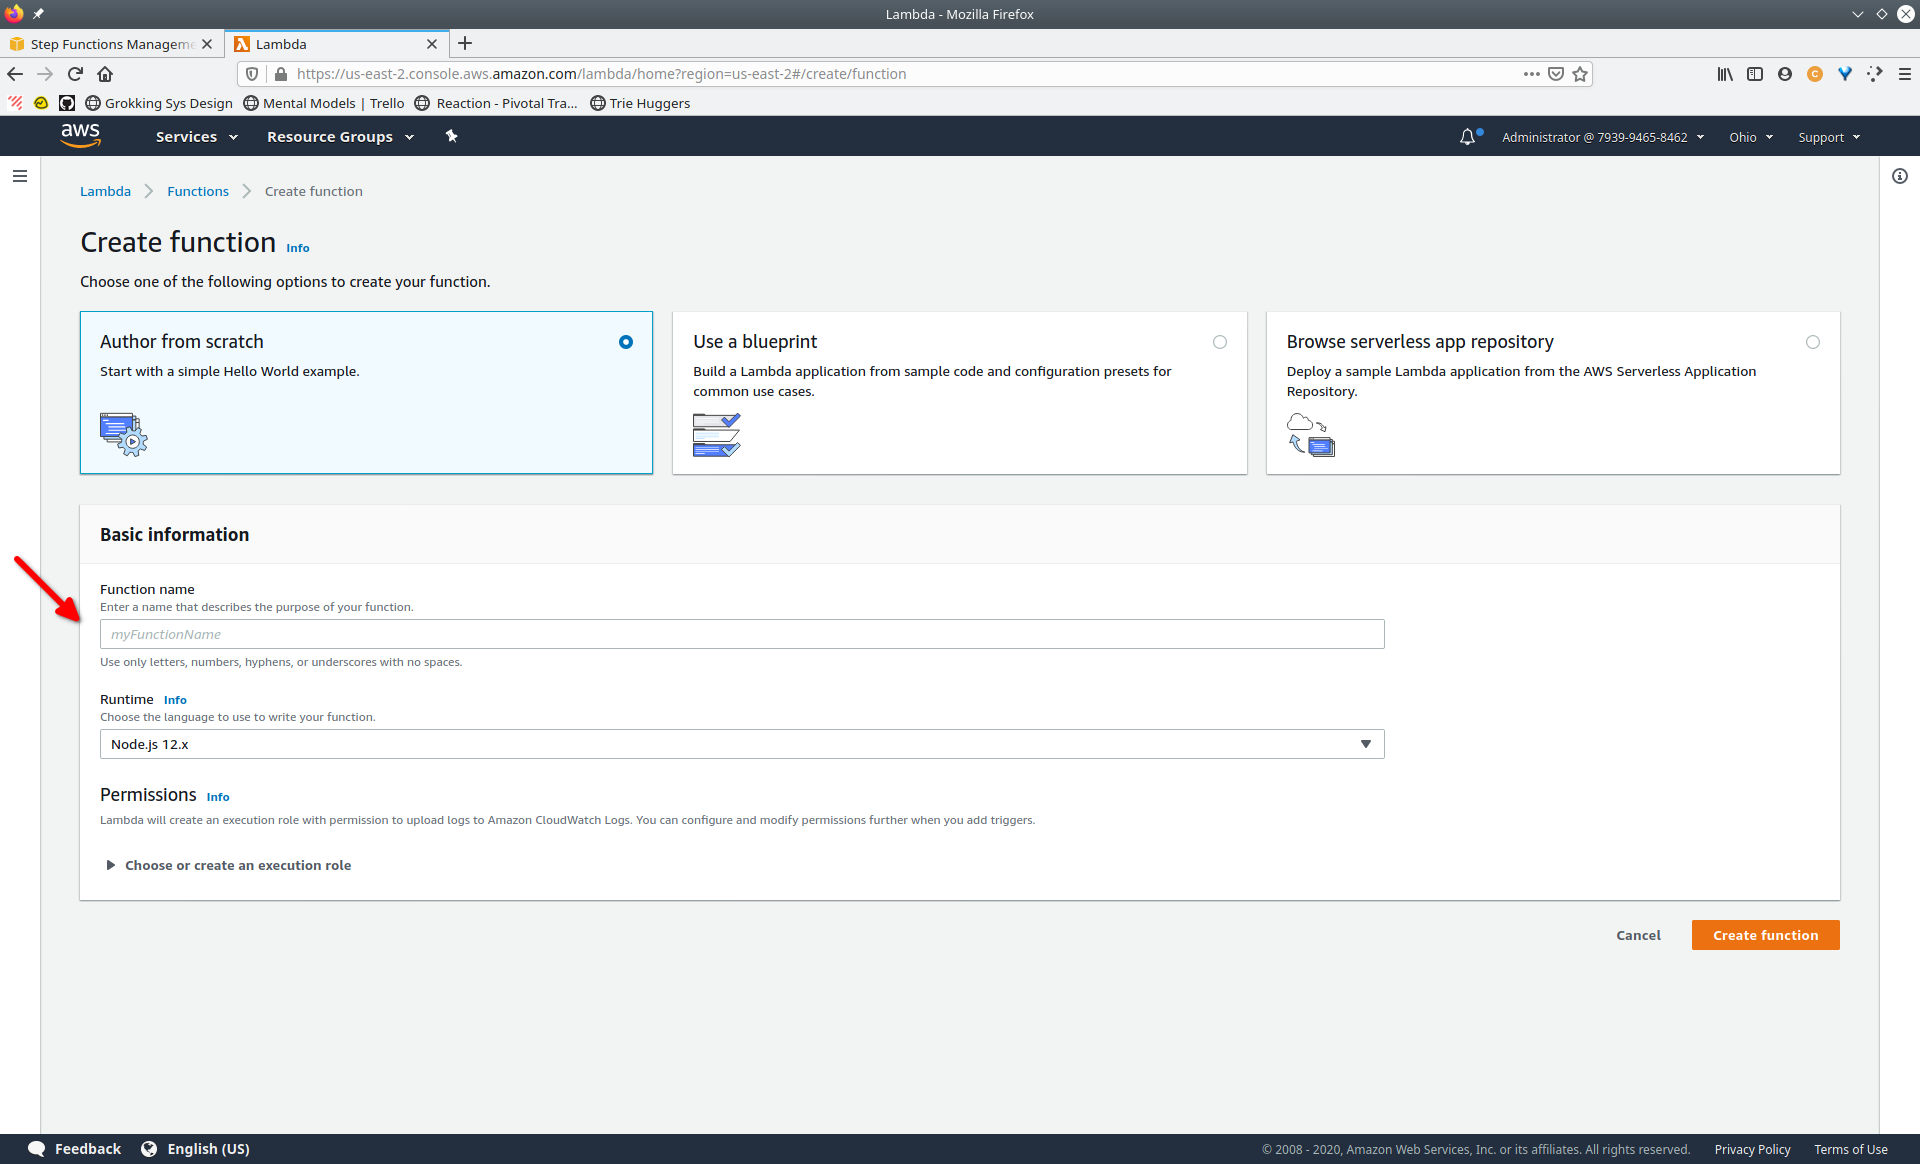 Lambda - Mozilla Firefox
Step Functions Manageme
Lambda
https://us-east-2.console.aws.amazon.com/lambda/home?region=us-east-2#/create/function
Grokking Sys Design
Mental Models | Trello
Reaction - Pivotal Tra...
Trie Huggers
aws
Services
Resource Groups
Administrator @ 7939-9465-8462
Ohio
Support
Lambda
Functions
Create function
Create function Info
Choose one of the following options to create your function.
Author from scratch
Start with a simple Hello World example.
Use a blueprint
Build a Lambda application from sample code and configuration presets for
common use cases.
Browse serverless app repository
Deploy a sample Lambda application from the AWS Serverless Application
Repository.
Basic information
Function name
Enter a name that describes the purpose of your function.
myFunctionName
Use only letters, numbers, hyphens, or underscores with no spaces.
Runtime Info
Choose the language to use to write your function.
Node.js 12.x
Permissions Info
Lambda will create an execution role with permission to upload logs to Amazon CloudWatch Logs. You can configure and modify permissions further when you add triggers.
Choose or create an execution role
Cancel
Create function
Feedback
English (US)
© 2008 - 2020, Amazon Web Services, Inc. or its affiliates. All rights reserved.
Privacy Policy
Terms of Use